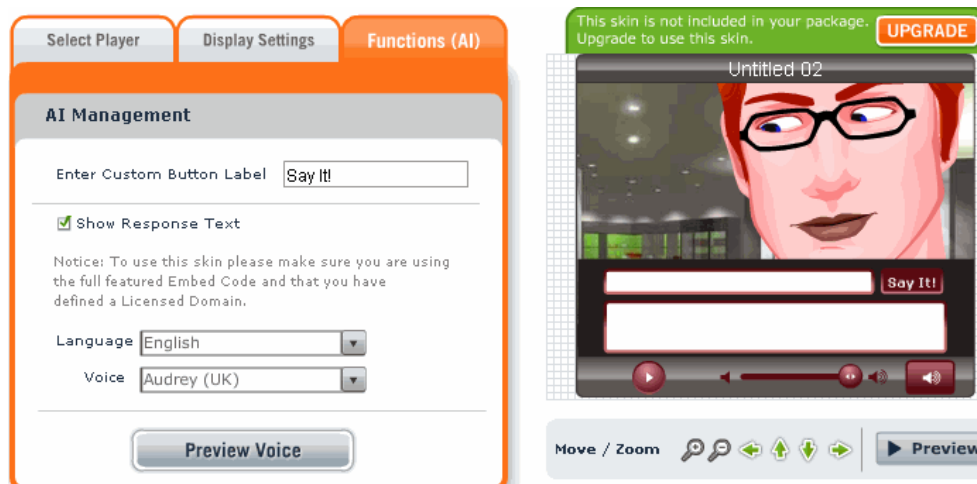 Select Player
Display Settings
Functions (AI)
AI Management
Enter Custom Button Label
Say It!
Show Response Text
Notice: To use this skin please make sure you are using
the full featured Embed Code and that you have
defined a Licensed Domain.
Language English
Voice Audrey (UK)
Preview Voice
This skin is not included in your package.
Upgrade to use this skin.
UPGRADE
Untitled 02
Say It!
Move / Zoom
Preview